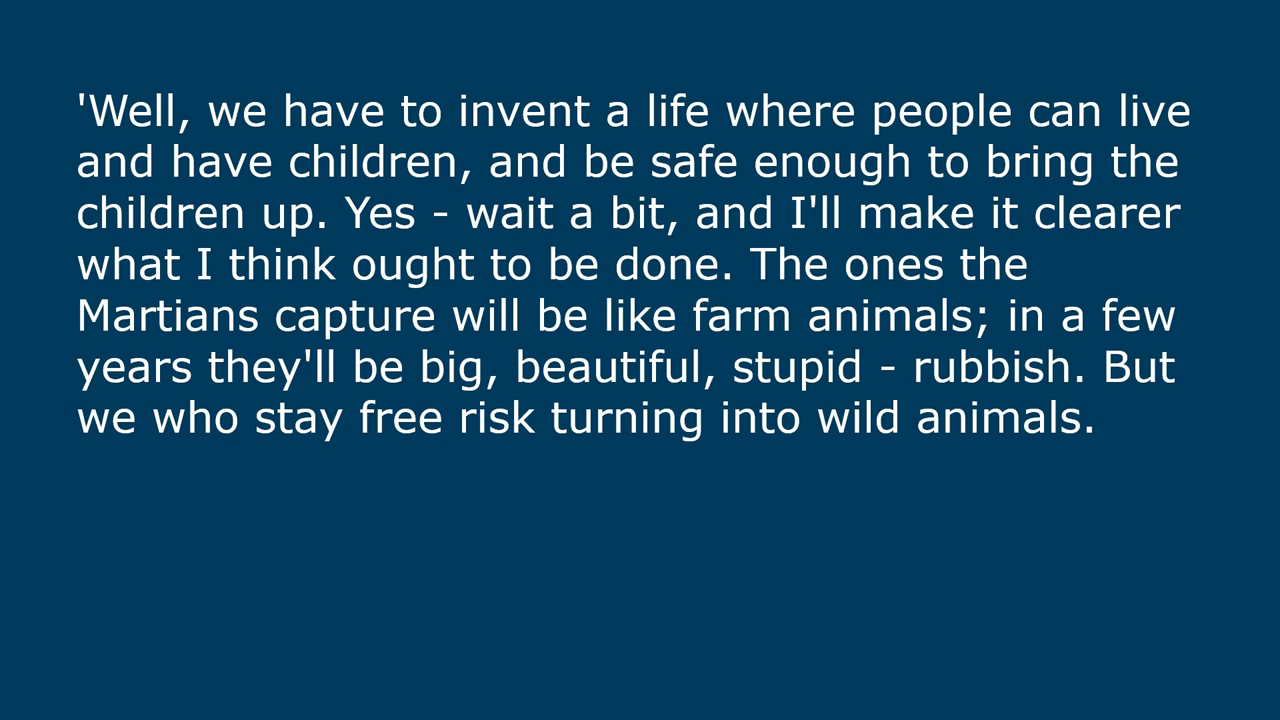 'Well, we have to invent a life where people can live
and have children, and be safe enough to bring the
children up. Yes - wait a bit, and I'll make it clearer
what I think ought to be done. The ones the
Martians capture will be like farm animals; in a few
years they'll be big, beautiful, stupid - rubbish. But
we who stay free risk turning into wild animals.